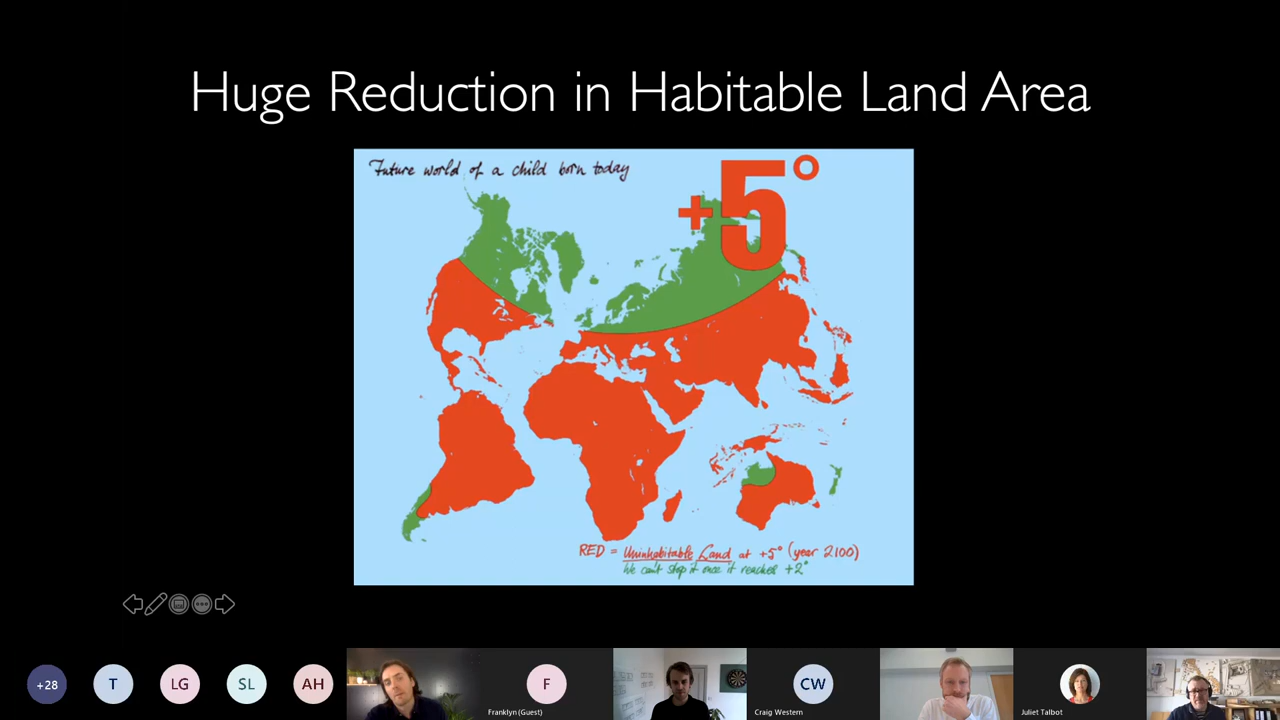 Huge Reduction in Habitable Land Area
Future world of a child born today
+5°
RED = Uninhabitable Land at +5° (year 2100)
We can't stop it once it reaches +2°
+28
T
LG
SL
AH
F
Franklyn (Guest)
CW
Craig Western
Juliet Talbot